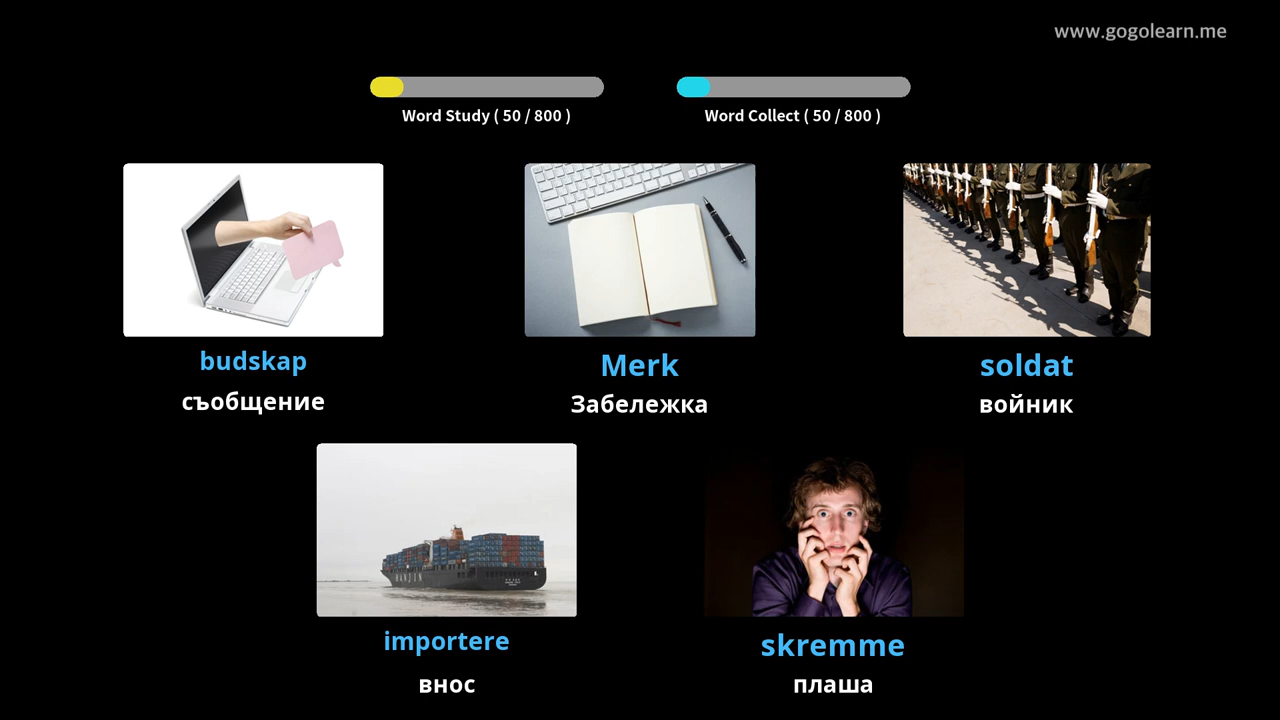 www.gogolearn.me
Word Study ( 50 / 800 )
Word Collect ( 50 / 800 )
budskap
съобщение
Merk
Забележка
soldat
войник
HANJIN
importere
внос
skremme
плаша